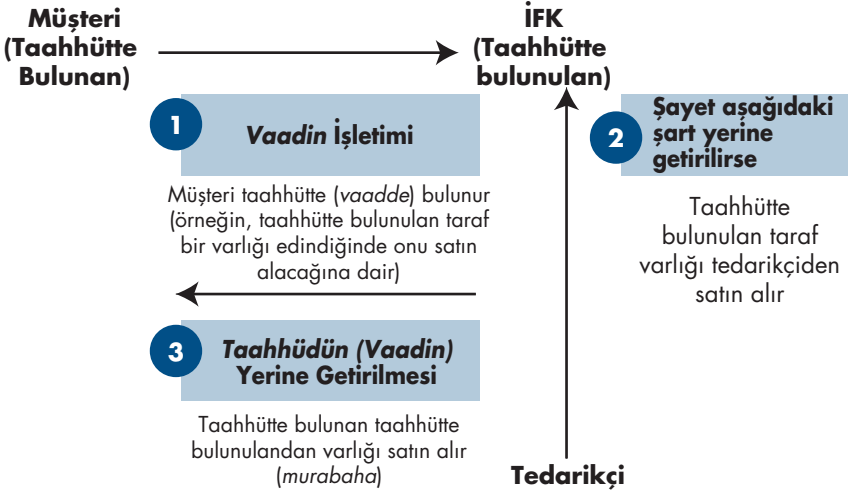 Müşteri
(Taahhütte
Bulunan)
İFK
(Taahhütte
bulunulan)
1
Vaadin İşletimi
Müşteri taahhütte (vaadde) bulunur
(örneğin, taahhütte bulunulan taraf
bir varlığı edindiğinde onu satın
alacağına dair)
2
Şayet aşağıdaki
şart yerine
getirilirse
Taahhütte
bulunulan taraf
varlığı tedarikçiden
satın alır
3
Taahhüdün (Vaadin)
Yerine Getirilmesi
Taahhütte bulunan taahhütte
bulunulandan varlığı satın alır
(murabaha)
Tedarikçi